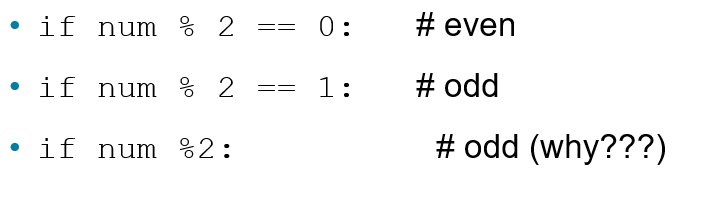 • if num % 2 == 0: # even
• if num % 2 == 1: # odd
• if num %2: # odd (why???)